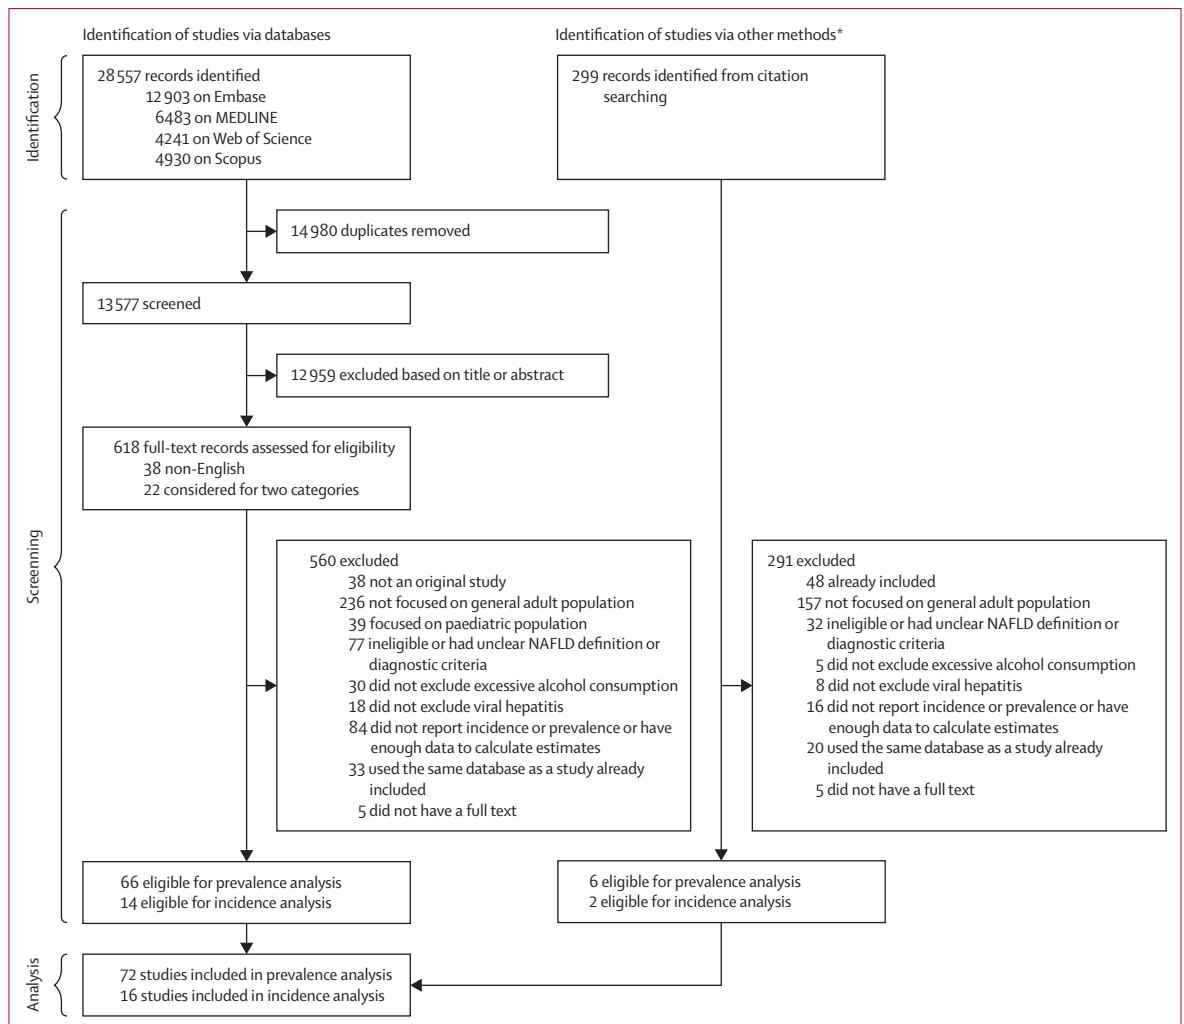 Identification of studies via databases
Identification of studies via other methods*
Identification
28 557 records identified
12 903 on Embase
6483 on MEDLINE
4241 on Web of Science
4930 on Scopus
299 records identified from citation
searching
Screenning
14 980 duplicates removed
13 577 screened
12 959 excluded based on title or abstract
618 full-text records assessed for eligibility
38 non-English
22 considered for two categories
560 excluded
38 not an original study
236 not focused on general adult population
39 focused on paediatric population
77 ineligible or had unclear NAFLD definition or
diagnostic criteria
30 did not exclude excessive alcohol consumption
18 did not exclude viral hepatitis
84 did not report incidence or prevalence or have
enough data to calculate estimates
33 used the same database as a study already
included
5 did not have a full text
291 excluded
48 already included
157 not focused on general adult population
32 ineligible or had unclear NAFLD definition or
diagnostic criteria
5 did not exclude excessive alcohol consumption
8 did not exclude viral hepatitis
16 did not report incidence or prevalence or have
enough data to calculate estimates
20 used the same database as a study already
included
5 did not have a full text
66 eligible for prevalence analysis
14 eligible for incidence analysis
6 eligible for prevalence analysis
2 eligible for incidence analysis
Analysis
72 studies included in prevalence analysis
16 studies included in incidence analysis